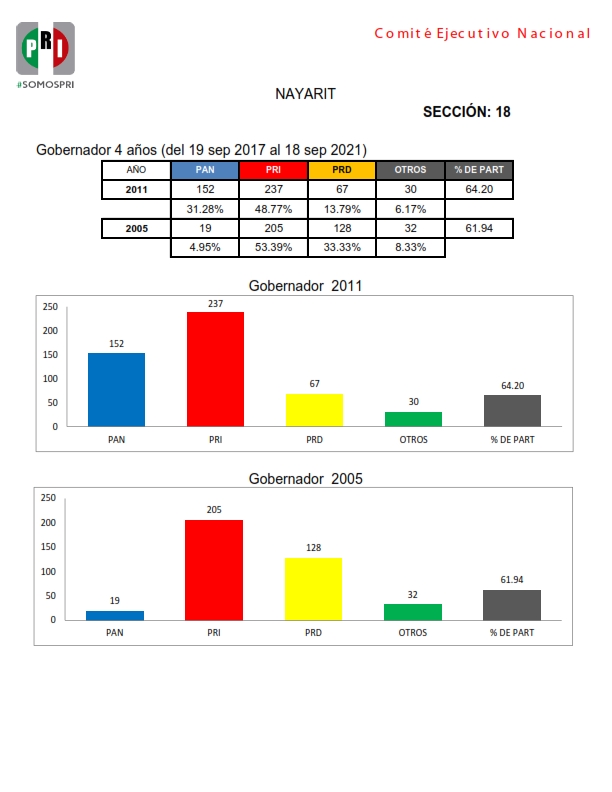 Comité Ejecutivo Nacional
PRI
#SOMOSPRI
NAYARIT
SECCIÓN: 18
Gobernador 4 años (del 19 sep 2017 al 18 sep 2021)
AÑO PAN PRI PRD OTROS % DE PART
2011 152 237 67 30 64.20
31.28% 48.77% 13.79% 6.17%
2005 19 205 128 32 61.94
4.95% 53.39% 33.33% 8.33%
Gobernador 2011
250
200
150
100
50
0
152
237
67
30
64.20
PAN PRI PRD OTROS % DE PART
Gobernador 2005
250
200
150
100
50
0
19
205
128
32
61.94
PAN PRI PRD OTROS % DE PART